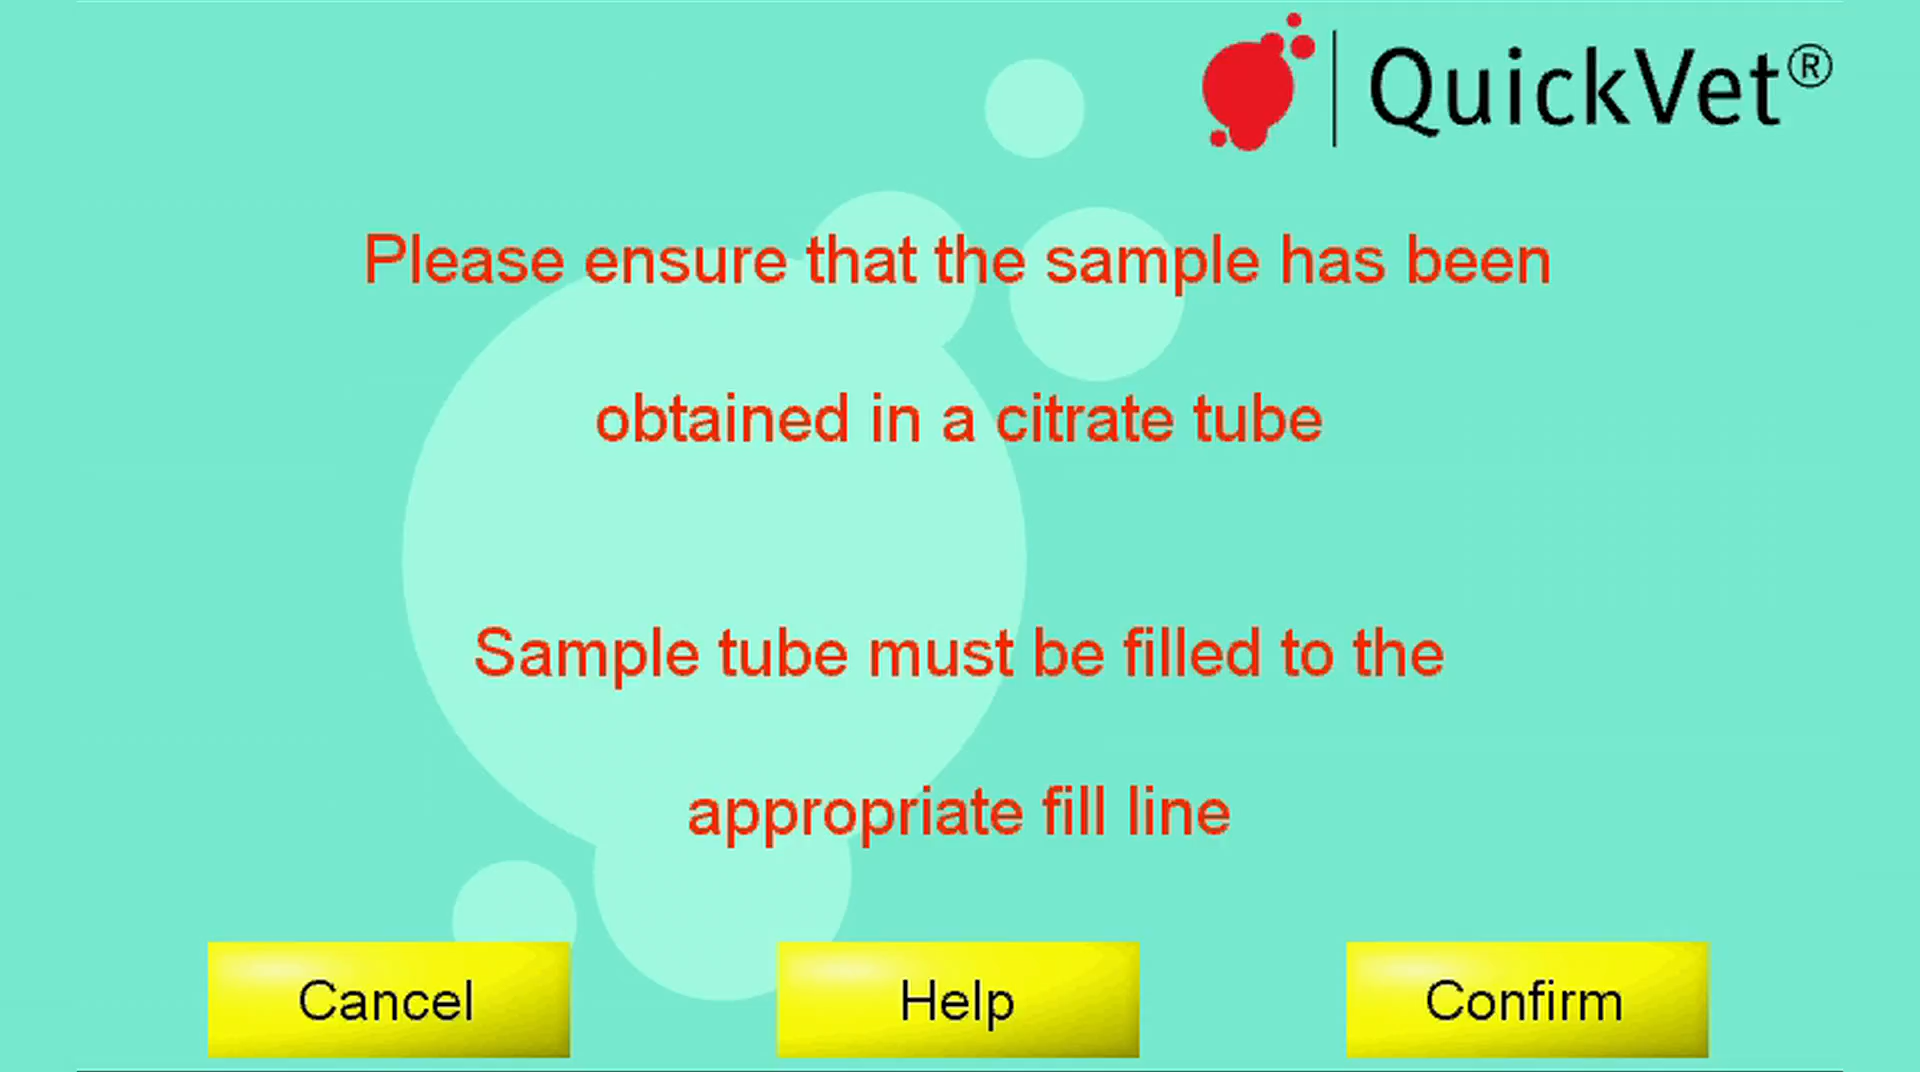 QuickVet®
Please ensure that the sample has been
obtained in a citrate tube
Sample tube must be filled to the
appropriate fill line
Cancel
Help
Confirm